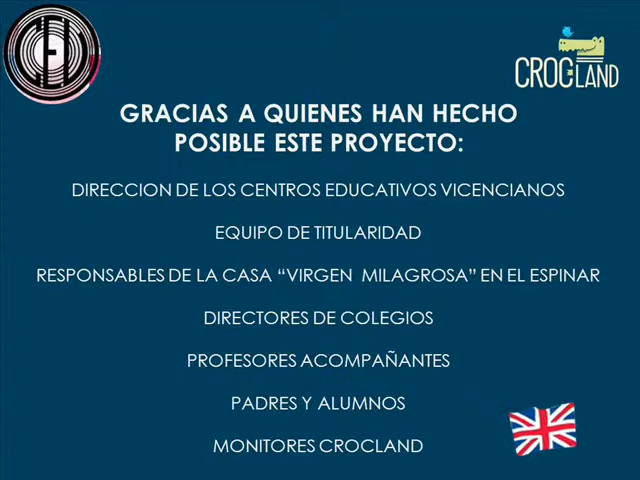 CEV
CROCLAND
GRACIAS A QUIENES HAN HECHO
POSIBLE ESTE PROYECTO:
DIRECCION DE LOS CENTROS EDUCATIVOS VICENCIANOS
EQUIPO DE TITULARIDAD
RESPONSABLES DE LA CASA “VIRGEN MILAGROSA” EN EL ESPINAR
DIRECTORES DE COLEGIOS
PROFESORES ACOMPAÑANTES
PADRES Y ALUMNOS
MONITORES CROCLAND